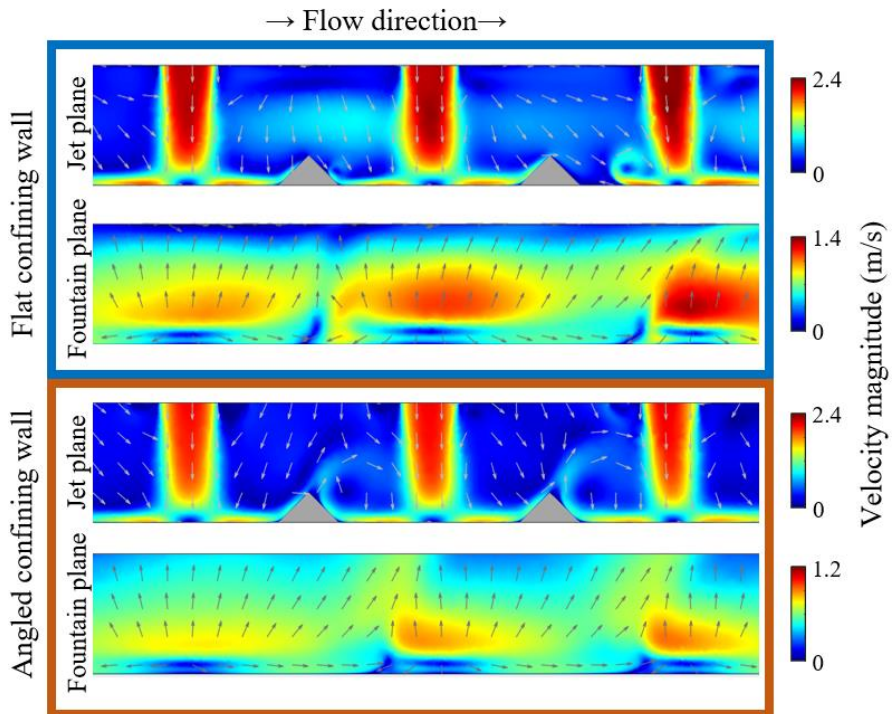 → Flow direction→
Flat confining wall
Jet plane
2.4
0
Fountain plane
1.4
0
Angled confining wall
Jet plane
2.4
0
Fountain plane
1.2
0
Velocity magnitude (m/s)